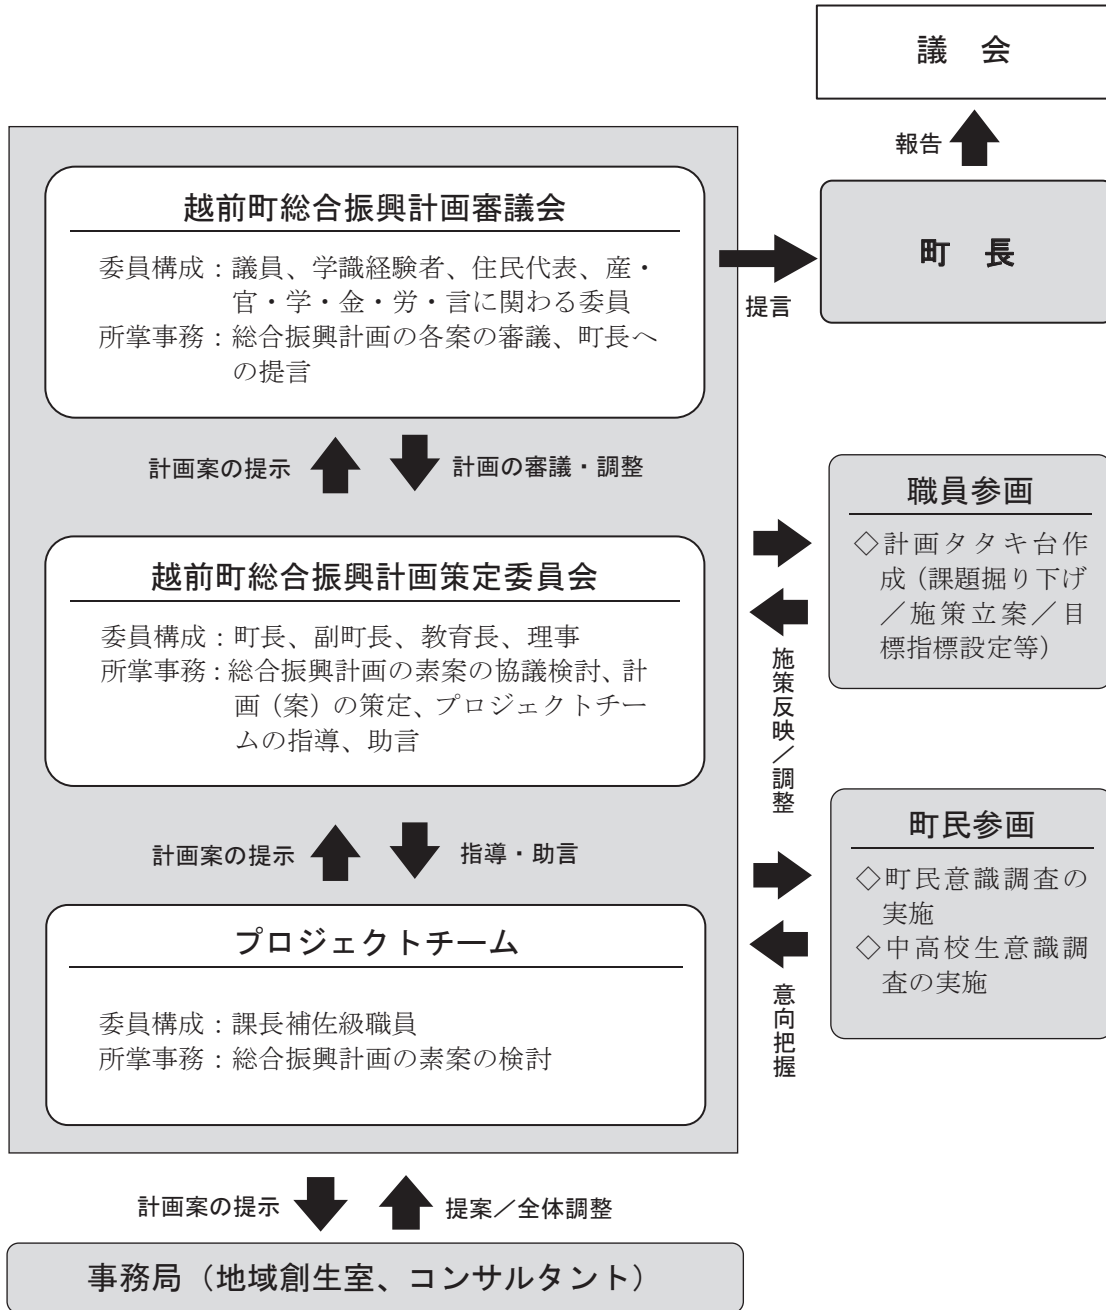 議 会
報告
町 長
提言
越前町総合振興計画審議会
委員構成：議員、学識経験者、住民代表、産・
官・学・金・労・言に関わる委員
所掌事務：総合振興計画の各案の審議、町長へ
の提言
計画案の提示
計画の審議・調整
越前町総合振興計画策定委員会
委員構成：町長、副町長、教育長、理事
所掌事務：総合振興計画の素案の協議検討、計
画（案）の策定、プロジェクトチー
ムの指導、助言
計画案の提示
指導・助言
プロジェクトチーム
委員構成：課長補佐級職員
所掌事務：総合振興計画の素案の検討
職員参画
◇計画タタキ台作
成（課題掘り下げ
／施策立案／目
標指標設定等）
施策反映／調整
町民参画
◇町民意識調査の
実施
◇中高校生意識調
査の実施
意向把握
計画案の提示
提案／全体調整
事務局（地域創生室、コンサルタント）